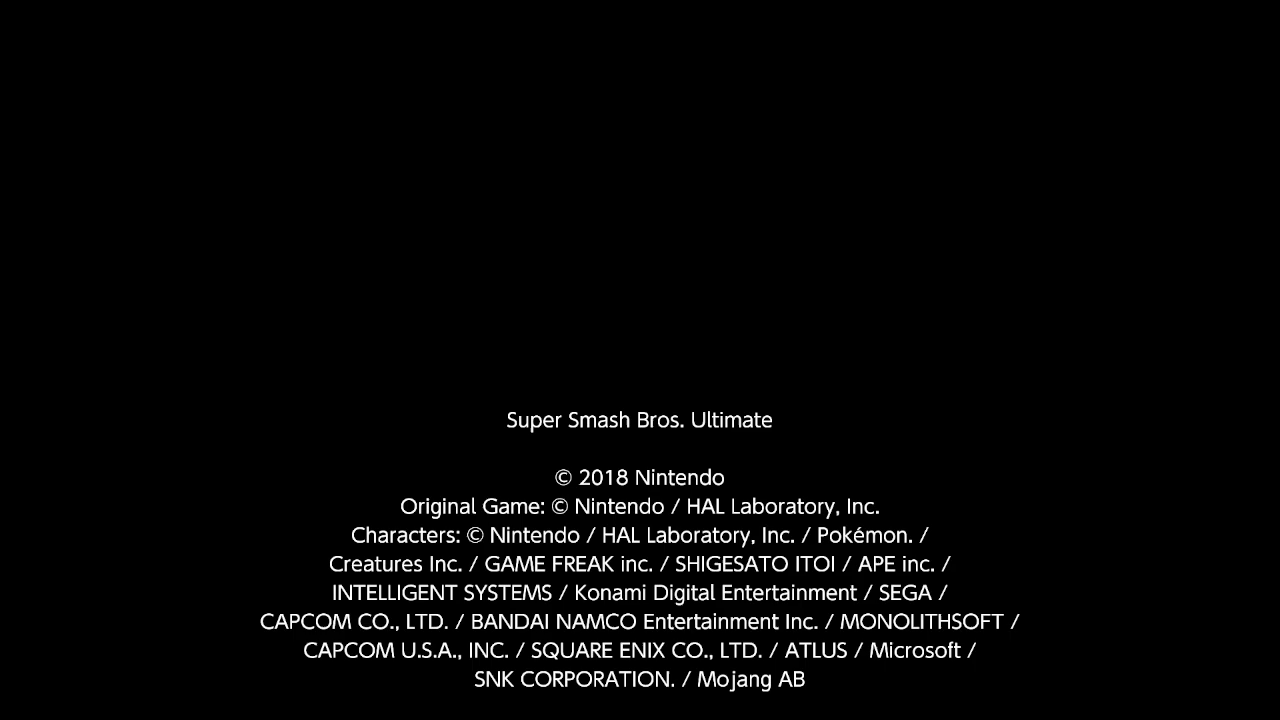 Super Smash Bros. Ultimate
© 2018 Nintendo
Original Game: © Nintendo / HAL Laboratory, Inc.
Characters: © Nintendo / HAL Laboratory, Inc. / Pokémon. /
Creatures Inc. / GAME FREAK inc. / SHIGESATO ITOI / APE inc. /
INTELLIGENT SYSTEMS / Konami Digital Entertainment / SEGA /
CAPCOM CO., LTD. / BANDAI NAMCO Entertainment Inc. / MONOLITHSOFT /
CAPCOM U.S.A., INC. / SQUARE ENIX CO., LTD. / ATLUS / Microsoft /
SNK CORPORATION. / Mojang AB